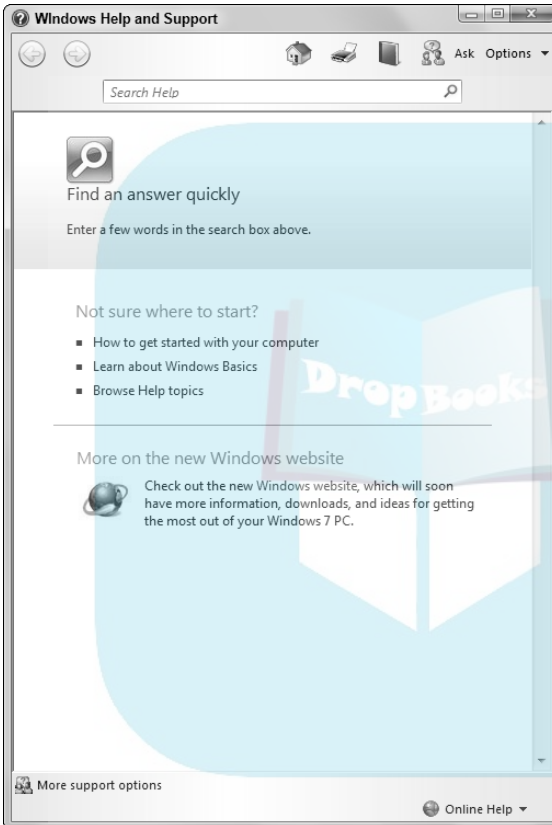 WIndows Help and Support
Ask Options
Search Help
Find an answer quickly
Enter a few words in the search box above.
Not sure where to start?
How to get started with your computer
Learn about Windows Basics
Browse Help topics
DropBooks
More on the new Windows website
Check out the new Windows website, which will soon
have more information, downloads, and ideas for getting
the most out of your Windows 7 PC.
More support options
Online Help